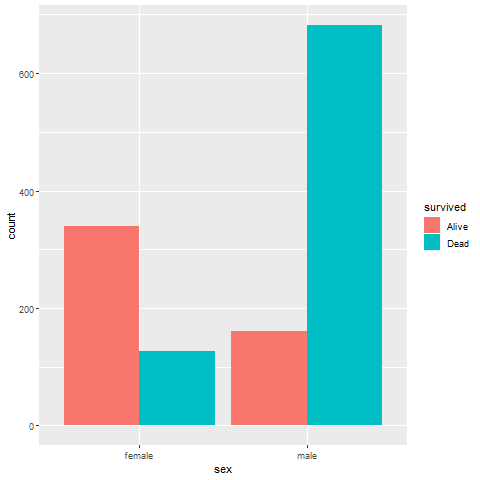 600
400
200
0
count
female
male
sex
survived
Alive
Dead